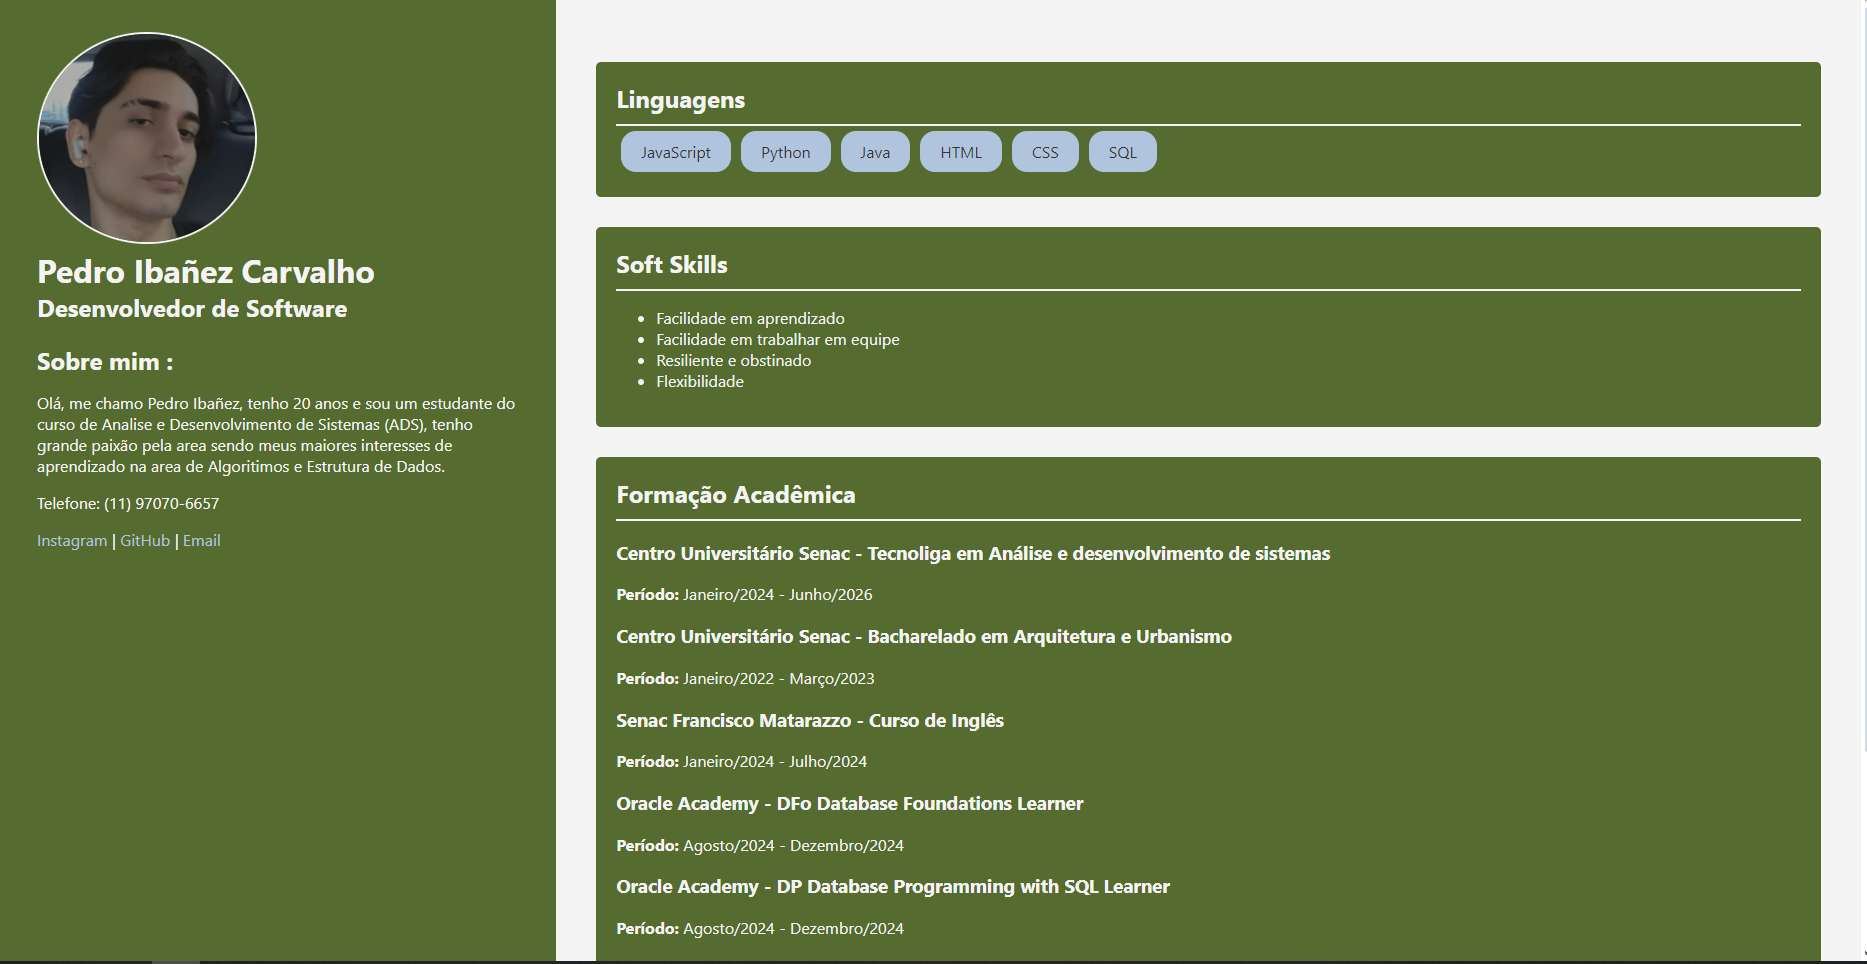 Pedro Ibañez Carvalho
Desenvolvedor de Software
Sobre mim :
Olá, me chamo Pedro Ibañez, tenho 20 anos e sou um estudante do
curso de Analise e Desenvolvimento de Sistemas (ADS), tenho
grande paixão pela area sendo meus maiores interesses de
aprendizado na area de Algoritimos e Estrutura de Dados.
Telefone: (11) 97070-6657
Instagram | GitHub | Email
Linguagens
JavaScript Python Java HTML CSS SQL
Soft Skills
• Facilidade em aprendizado
• Facilidade em trabalhar em equipe
• Resiliente e obstinado
• Flexibilidade
Formação Acadêmica
Centro Universitário Senac - Tecnoliga em Análise e desenvolvimento de sistemas
Período: Janeiro/2024 - Junho/2026
Centro Universitário Senac - Bacharelado em Arquitetura e Urbanismo
Período: Janeiro/2022 - Março/2023
Senac Francisco Matarazzo - Curso de Inglês
Período: Janeiro/2024 - Julho/2024
Oracle Academy - DFo Database Foundations Learner
Período: Agosto/2024 - Dezembro/2024
Oracle Academy - DP Database Programming with SQL Learner
Período: Agosto/2024 - Dezembro/2024